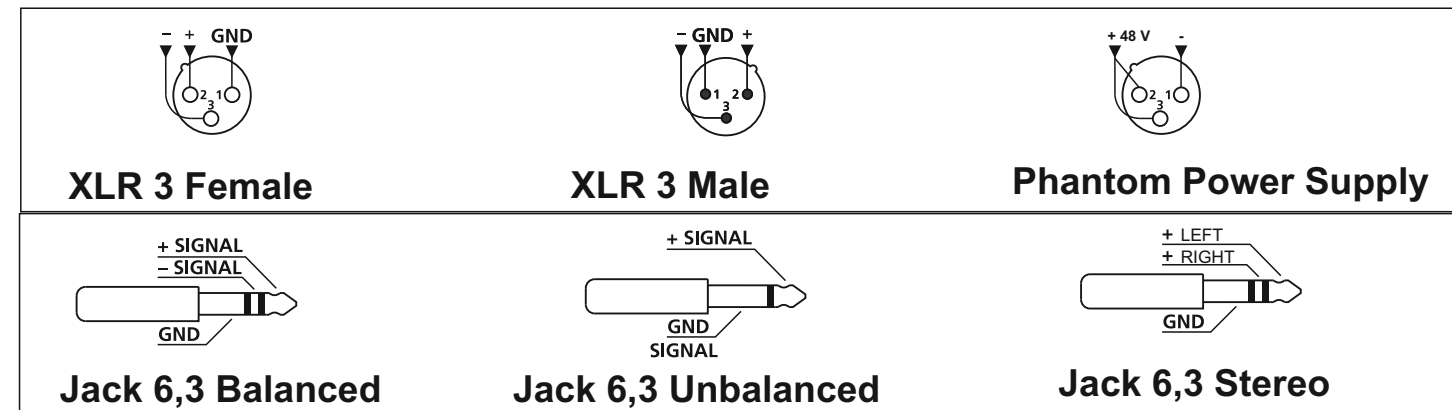 − + GND
2 1
3
XLR 3 Female
− GND +
1 2
3
XLR 3 Male
+ 48 V -
2 1
3
Phantom Power Supply
+ SIGNAL
− SIGNAL
GND
Jack 6,3 Balanced
+ SIGNAL
GND
SIGNAL
Jack 6,3 Unbalanced
+ LEFT
+ RIGHT
GND
Jack 6,3 Stereo